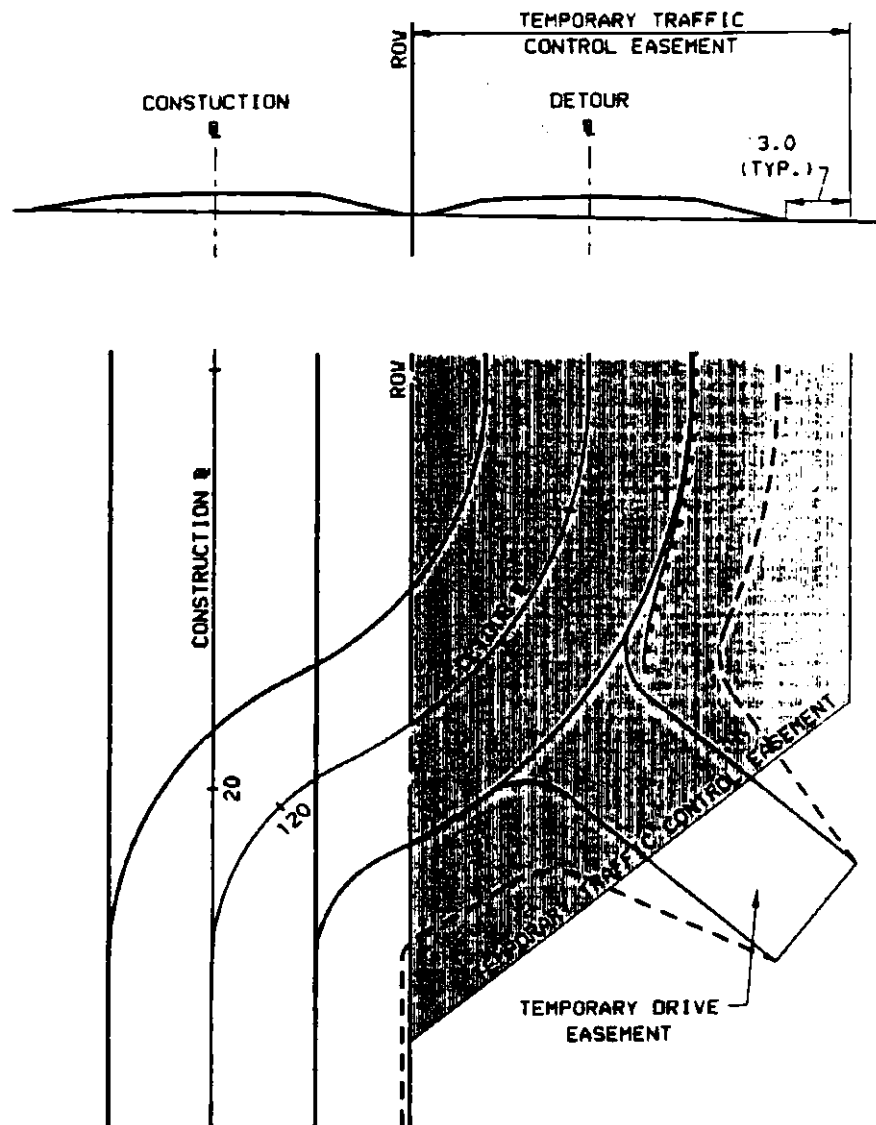 TEMPORARY TRAFFIC
CONTROL EASEMENT
ROW
CONSTUCTION
℄
DETOUR
℄
3.0
(TYP.)
ROW
CONSTRUCTION ℄
20
120
TEMPORARY TRAFFIC CONTROL EASEMENT
TEMPORARY DRIVE
EASEMENT